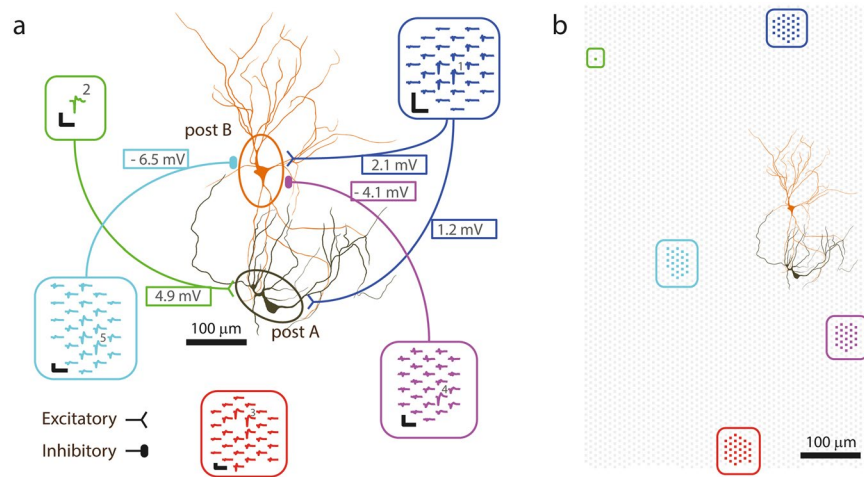 a
b
2
1
post B
- 6.5 mV
2.1 mV
- 4.1 mV
1.2 mV
4.9 mV
5
100 μm
post A
4
3
Excitatory
Inhibitory
100 μm